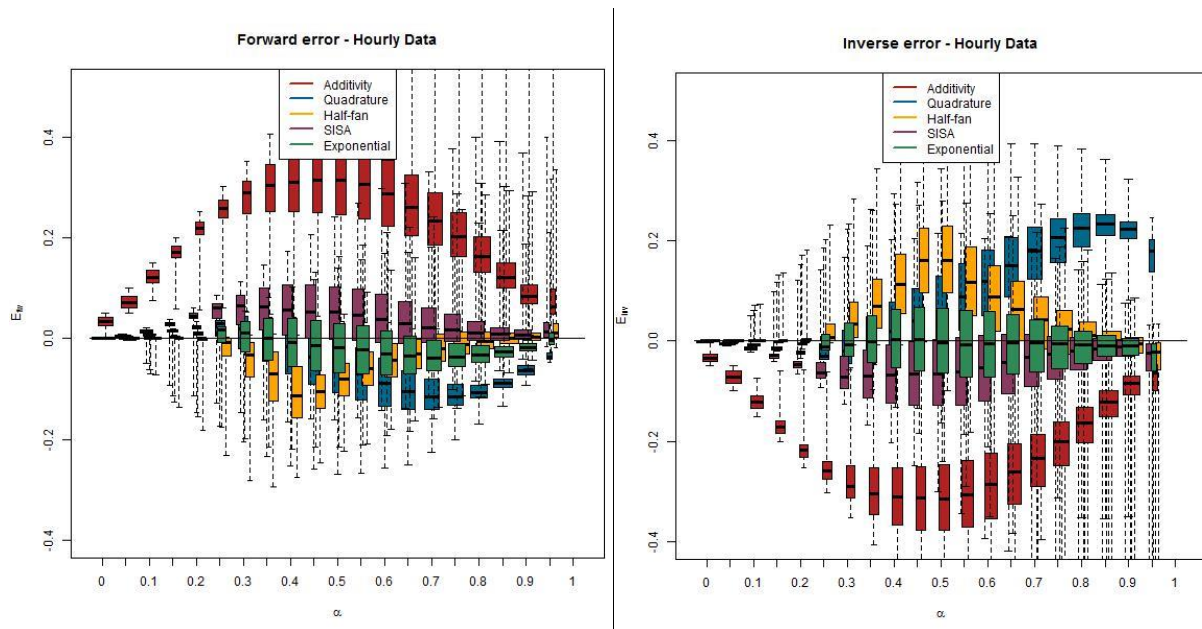 Forward error - Hourly Data
Additivity
Quadrature
Half-fan
SISA
Exponential
0.4
0.2
0.0
-0.2
-0.4
0
0.1
0.2
0.3
0.4
0.5
0.6
0.7
0.8
0.9
1
α
Inverse error - Hourly Data
Additivity
Quadrature
Half-fan
SISA
Exponential
0.4
0.2
0.0
-0.2
-0.4
0
0.1
0.2
0.3
0.4
0.5
0.6
0.7
0.8
0.9
1
α